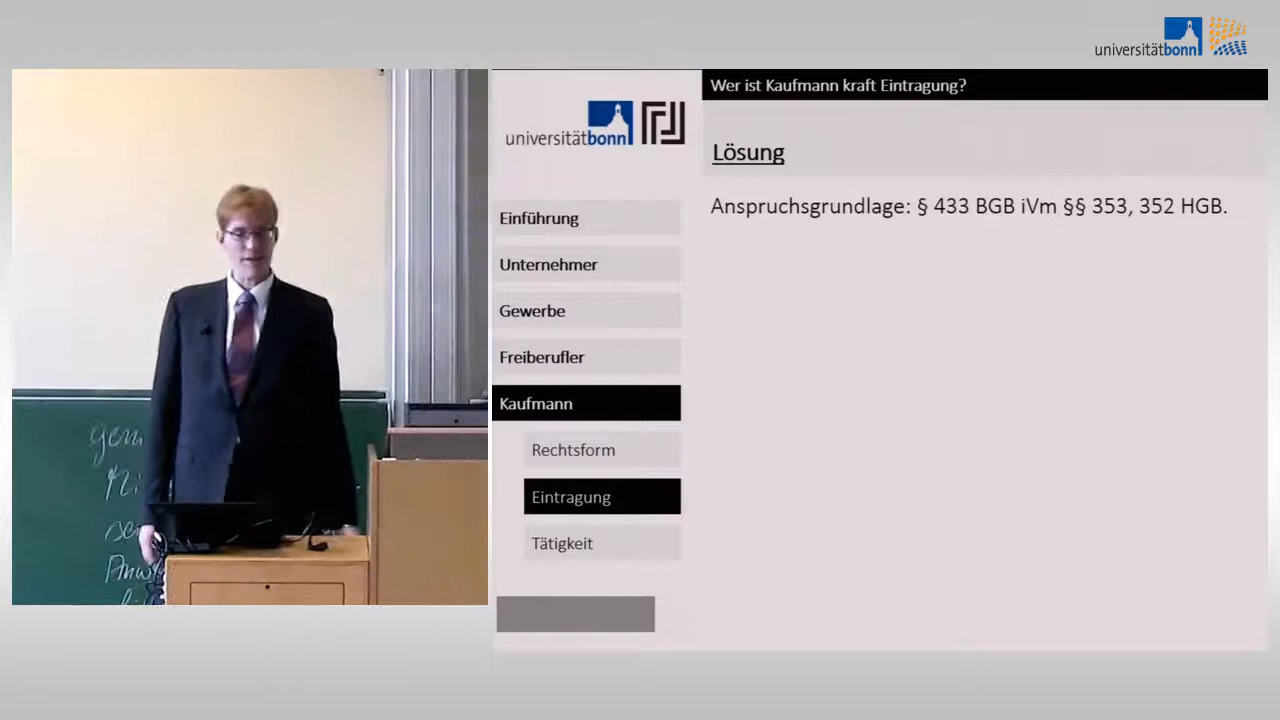 universitätbonn
Wer ist Kaufmann kraft Eintragung?
universitätbonn
Lösung
Anspruchsgrundlage: § 433 BGB iVm §§ 353, 352 HGB.
Einführung
Unternehmer
Gewerbe
Freiberufler
Kaufmann
Rechtsform
Eintragung
Tätigkeit